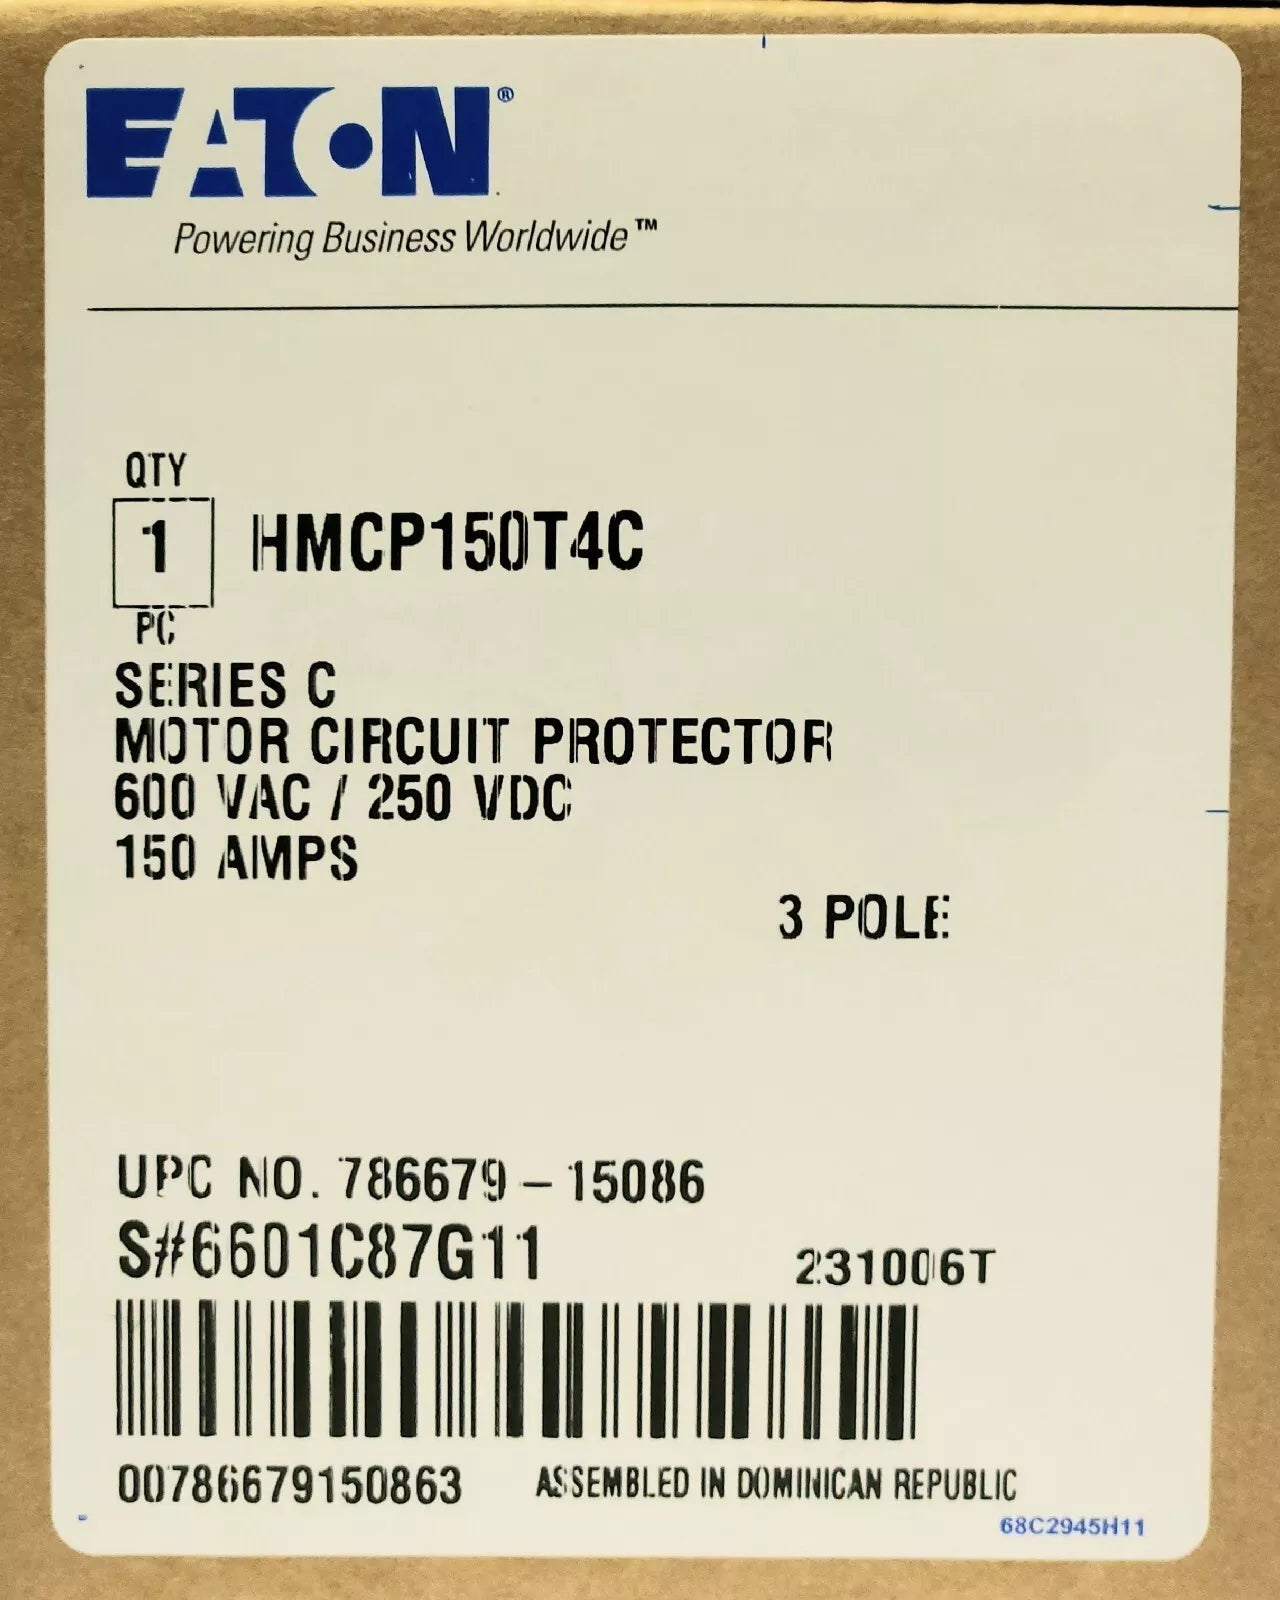 EATON®
Powering Business Worldwide™
QTY
1 HMCP150T4C
PC
SERIES C
MOTOR CIRCUIT PROTECTOR
600 VAC / 250 VDC
150 AMPS
3 POLE
UPC NO. 786679-15086
S#6601C87G11 231006T
00786679150863 ASSEMBLED IN DOMINICAN REPUBLIC
68C2945H11